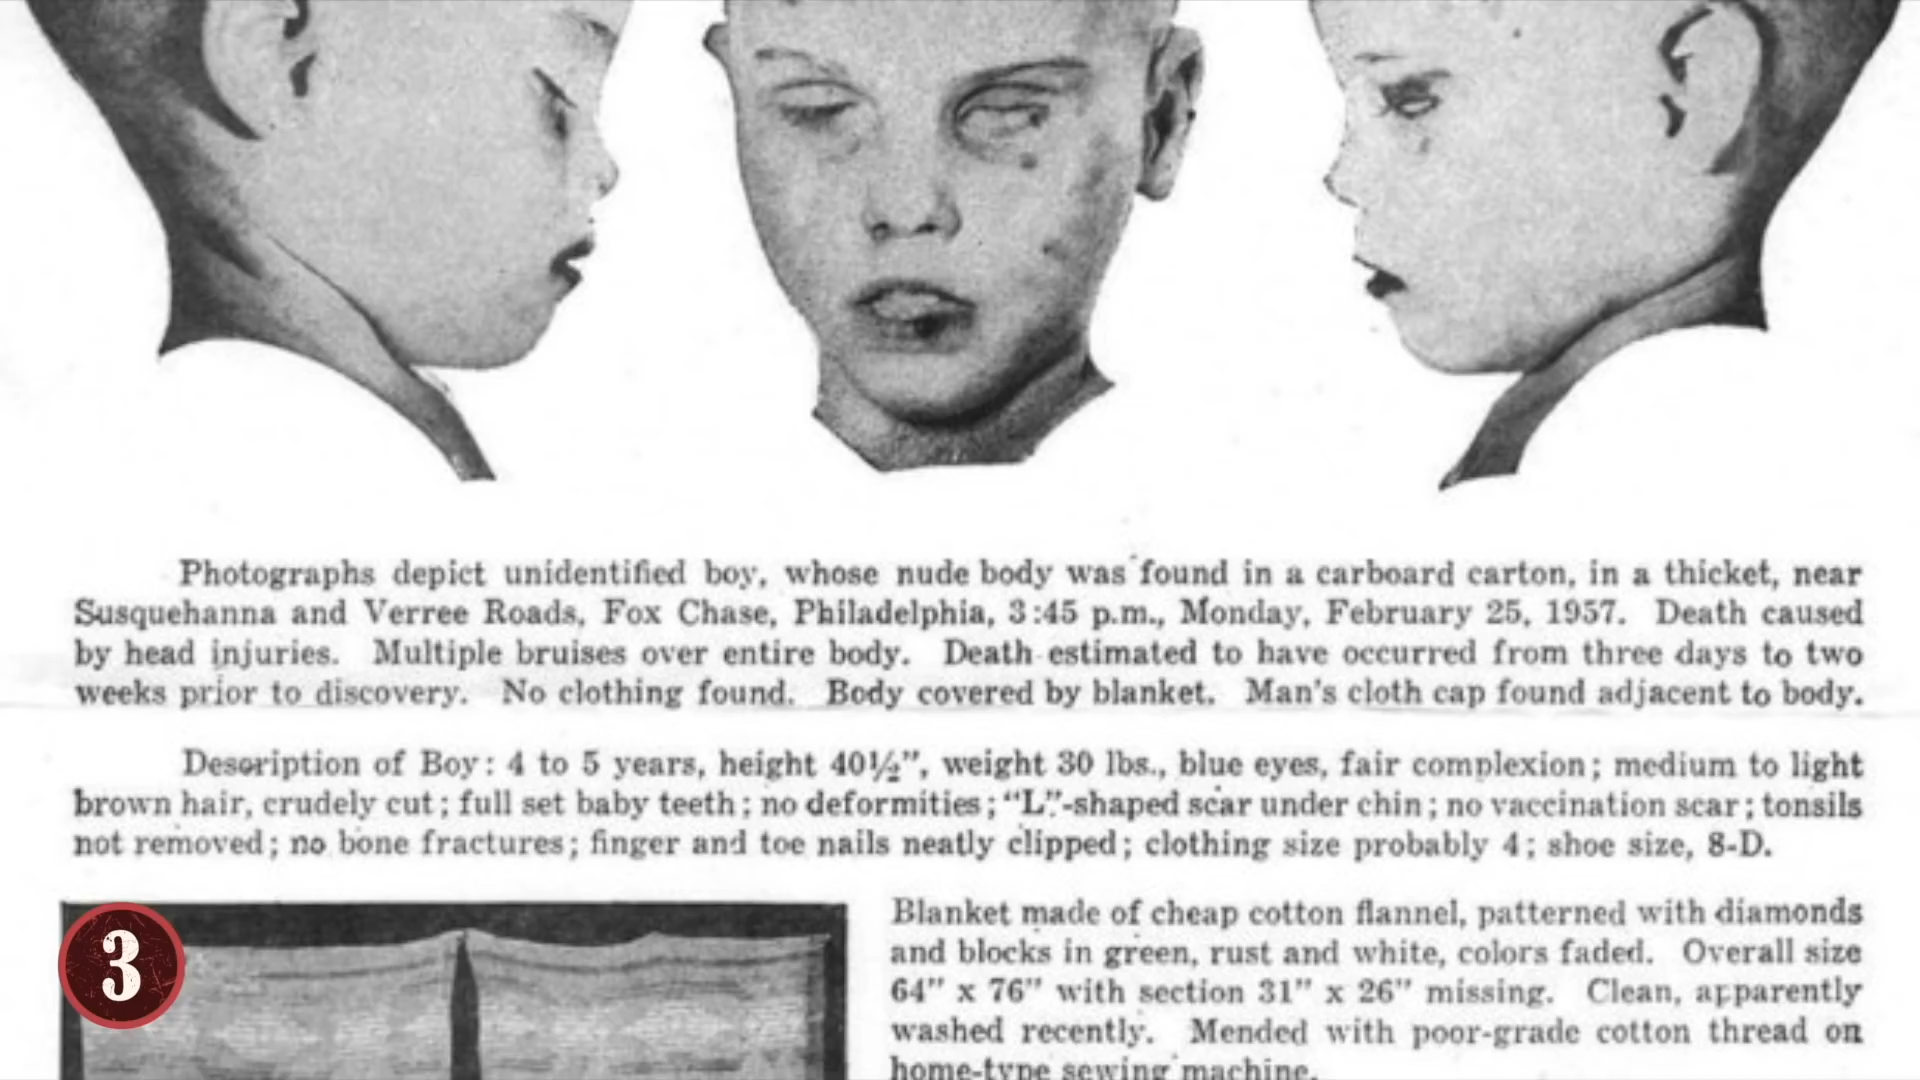 Photographs depict unidentified boy, whose nude body was found in a carboard carton, in a thicket, near
Susquehanna and Verree Roads, Fox Chase, Philadelphia, 3:45 p.m., Monday, February 25, 1957. Death caused
by head injuries. Multiple bruises over entire body. Death estimated to have occurred from three days to two
weeks prior to discovery. No clothing found. Body covered by blanket. Man's cloth cap found adjacent to body.
Description of Boy: 4 to 5 years, height 40½", weight 30 lbs., blue eyes, fair complexion; medium to light
brown hair, crudely cut; full set baby teeth; no deformities; "L"-shaped scar under chin; no vaccination scar; tonsils
not removed; no bone fractures; finger and toe nails neatly clipped; clothing size probably 4; shoe size, 8-D.
Blanket made of cheap cotton flannel, patterned with diamonds
and blocks in green, rust and white, colors faded. Overall size
64" x 76" with section 31" x 26" missing. Clean, apparently
washed recently. Mended with poor-grade cotton thread on
home-type sewing machine.
3